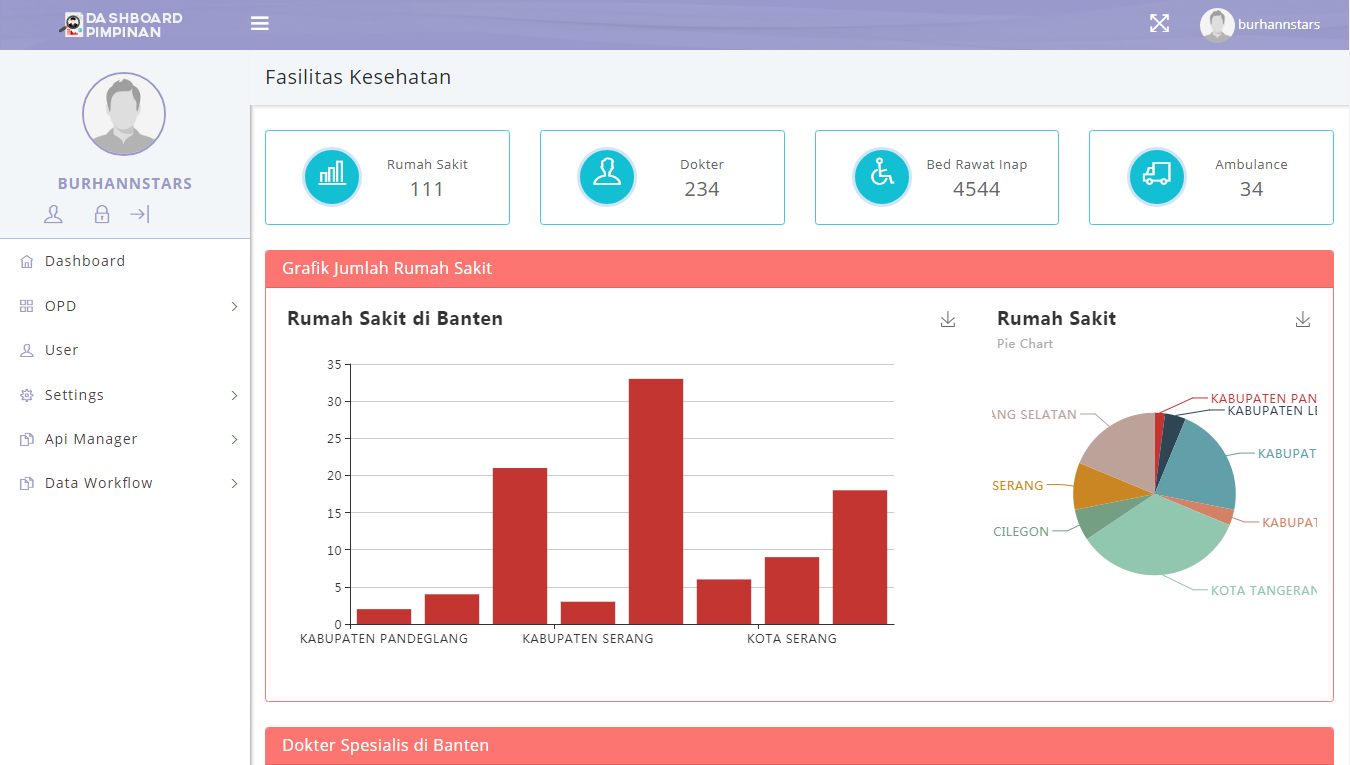 DASHBOARD
PIMPINAN
burhannstars
BURHANNSTARS
Dashboard
OPD
User
Settings
Api Manager
Data Workflow
Fasilitas Kesehatan
Rumah Sakit
111
Dokter
234
Bed Rawat Inap
4544
Ambulance
34
Grafik Jumlah Rumah Sakit
Rumah Sakit di Banten
35
30
25
20
15
10
5
0
KABUPATEN PANDEGLANG
KABUPATEN SERANG
KOTA SERANG
Rumah Sakit
Pie Chart
KABUPATEN PAN
KABUPATEN LE
ANG SELATAN
KABUPAT
SERANG
KABUPAT
CILEGON
KOTA TANGERAN
Dokter Spesialis di Banten